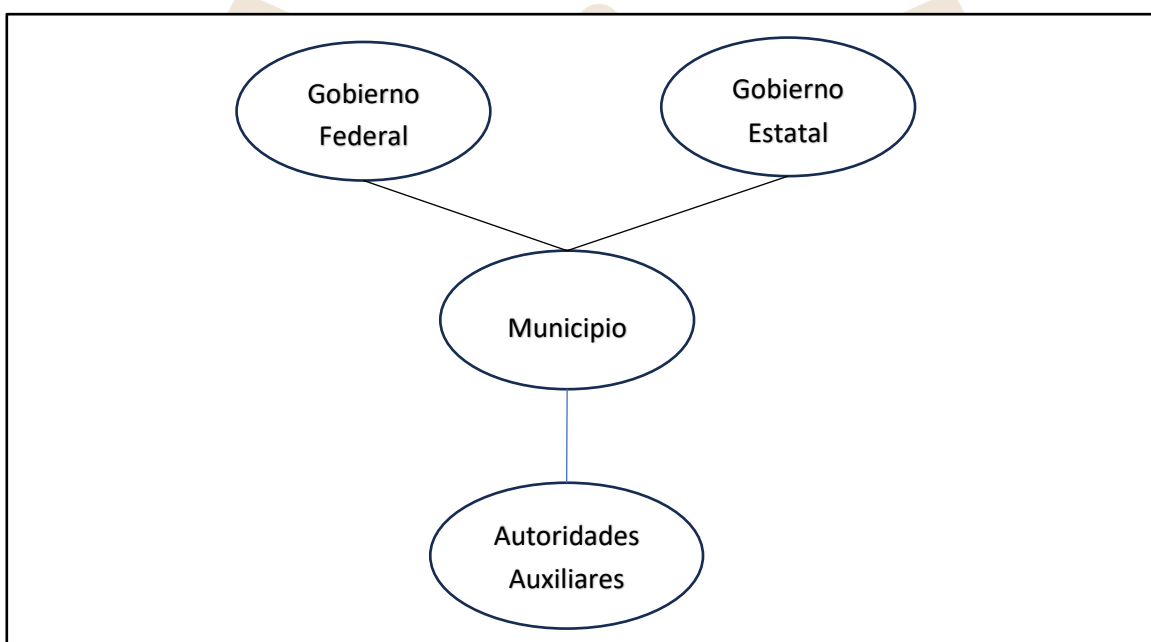 Gobierno
Federal
Gobierno
Estatal
Municipio
Autoridades
Auxiliares